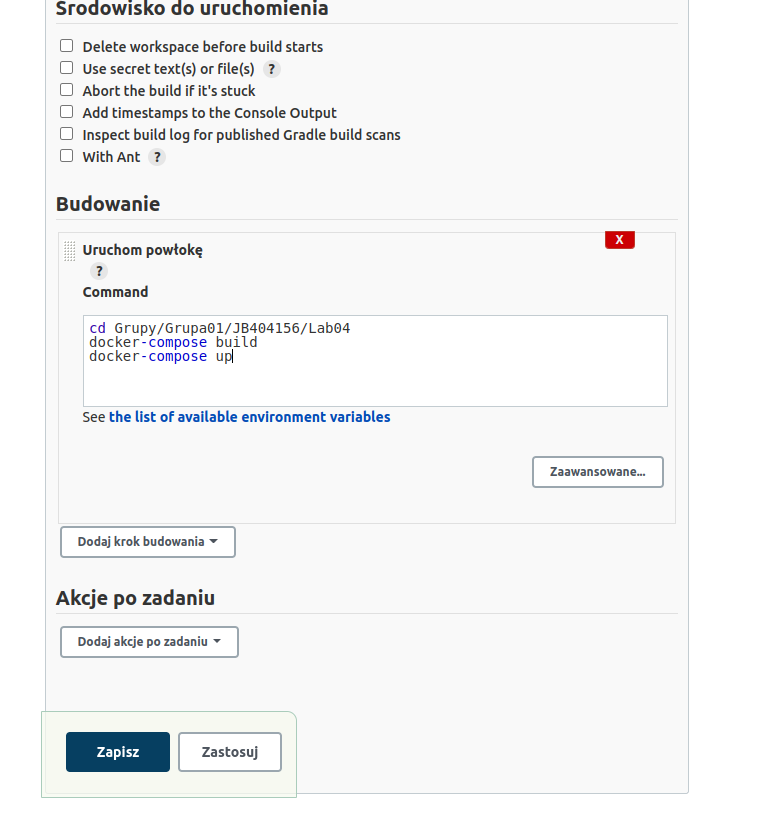 Środowisko do uruchomienia
Delete workspace before build starts
Use secret text(s) or file(s) ?
Abort the build if it's stuck
Add timestamps to the Console Output
Inspect build log for published Gradle build scans
With Ant ?
Budowanie
X
Uruchom powłokę
?
Command
cd Grupy/Grupa01/JB404156/Lab04
docker-compose build
docker-compose up
See the list of available environment variables
Zaawansowane...
Dodaj krok budowania
Akcje po zadaniu
Dodaj akcje po zadaniu
Zapisz Zastosuj